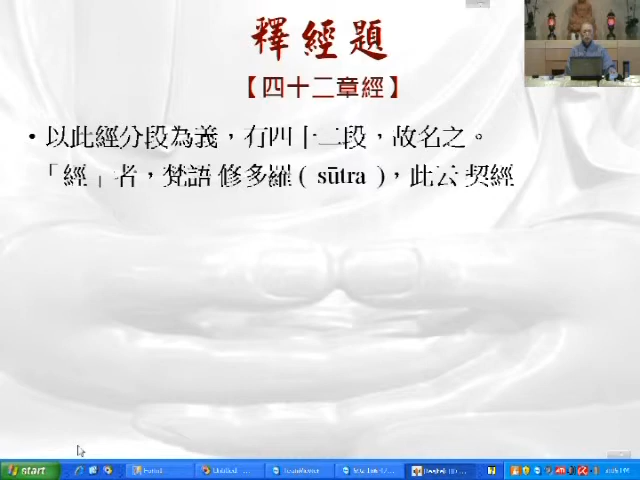 釋經題
【四十二章經】
•以此經分段為義，有四十二段，故名之。
「經」者，梵語 修多羅 ( sūtra )，此云 契經
start